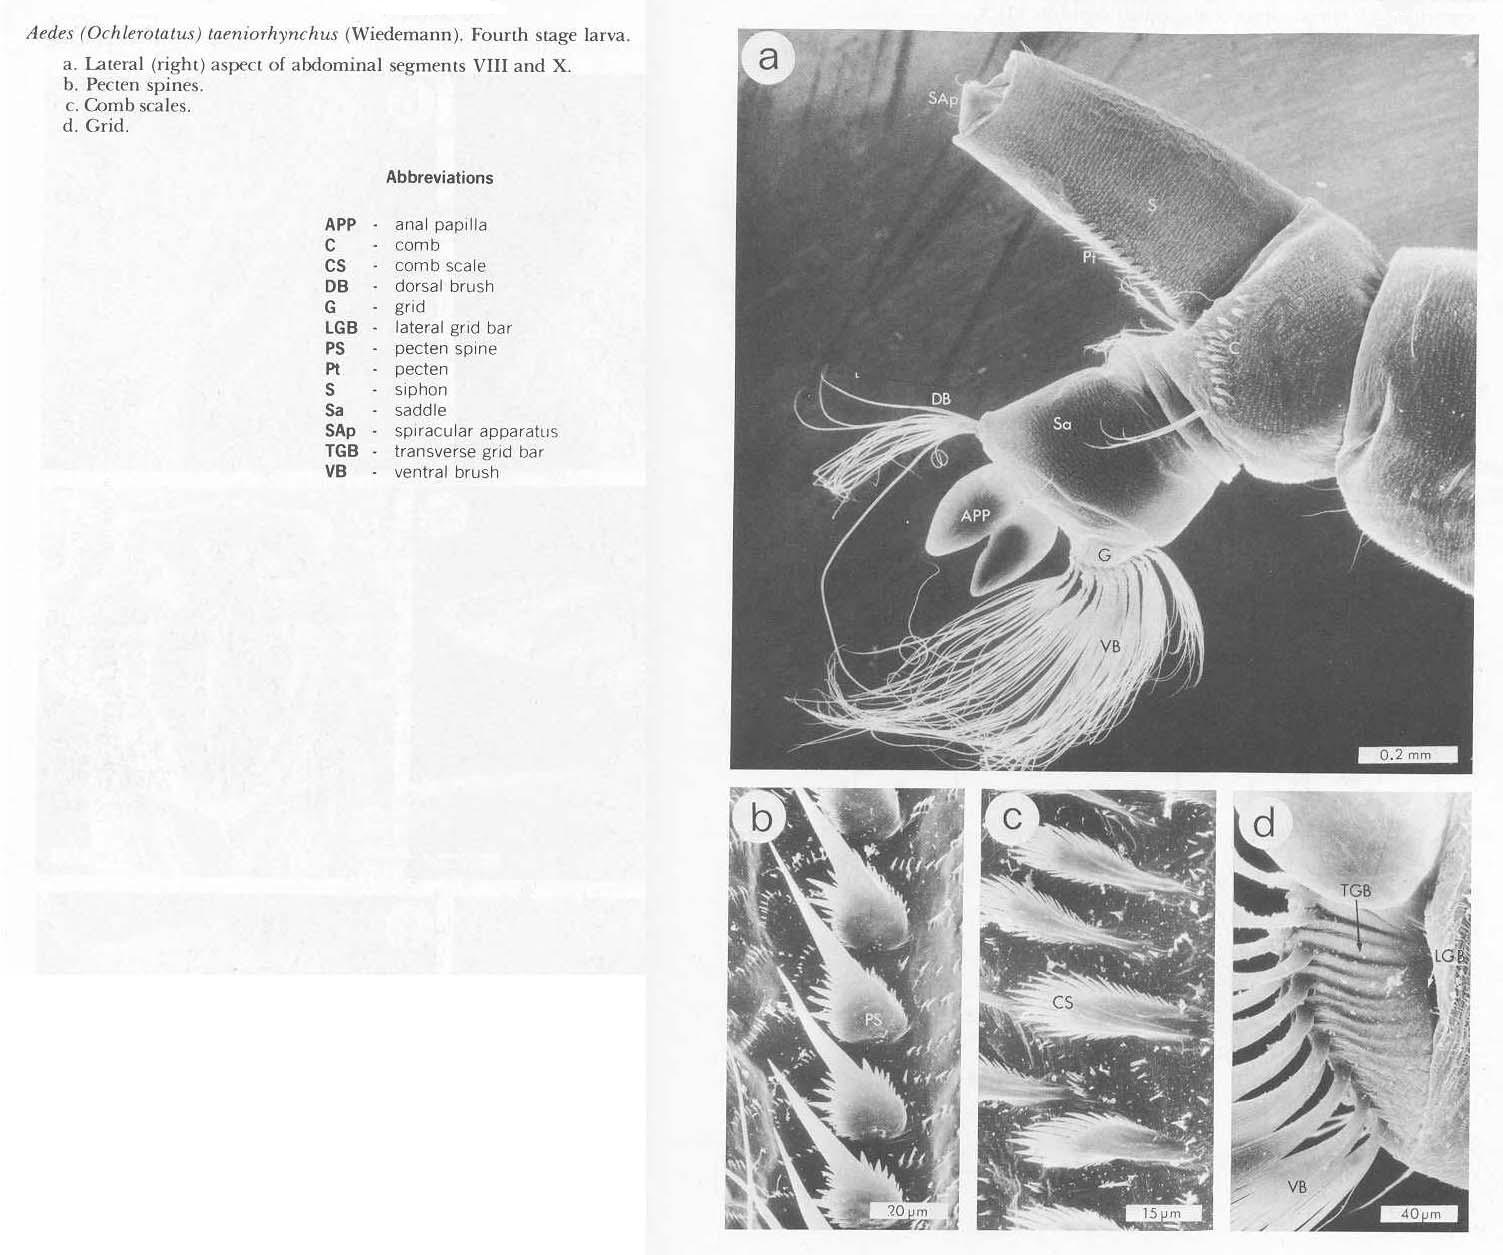 Aedes (Ochlerotatus) taeniorhynchus (Wiedemann). Fourth stage larva.
a. Lateral (right) aspect of abdominal segments VIII and X.
b. Pecten spines.
c. Comb scales.
d. Grid.
Abbreviations
APP - anal papilla
C - comb
CS - comb scale
DB - dorsal brush
G - grid
LGB - lateral grid bar
PS - pecten spine
Pt - pecten
S - siphon
Sa - saddle
SAp - spiracular apparatus
TGB - transverse grid bar
VB - ventral brush
a
SAp
S
Pt
C
DB
Sa
APP
G
VB
0.2 mm
b
PS
20 µm
c
CS
15 µm
d
TGB
LGB
VB
40 µm